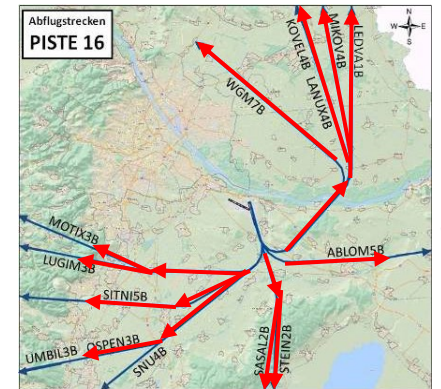 Abflugstrecken
PISTE 16
N
W
E
S
WGM7B
KOVEL4B
LANUX4B
MIKOV4B
LEDVA1B
MOTIX3B
LUGIM3B
ABLOM5B
SITNI5B
UMBIL3B
OSPEN3B
SNU4B
SASAL2B
STEIN2B